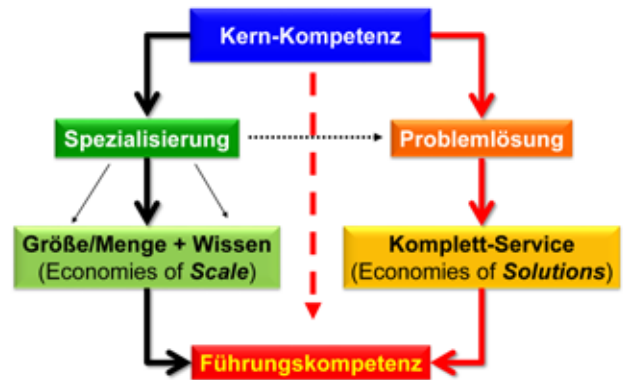 Kern-Kompetenz
Spezialisierung
Problemlösung
Größe/Menge + Wissen
(Economies of Scale)
Komplett-Service
(Economies of Solutions)
Führungskompetenz